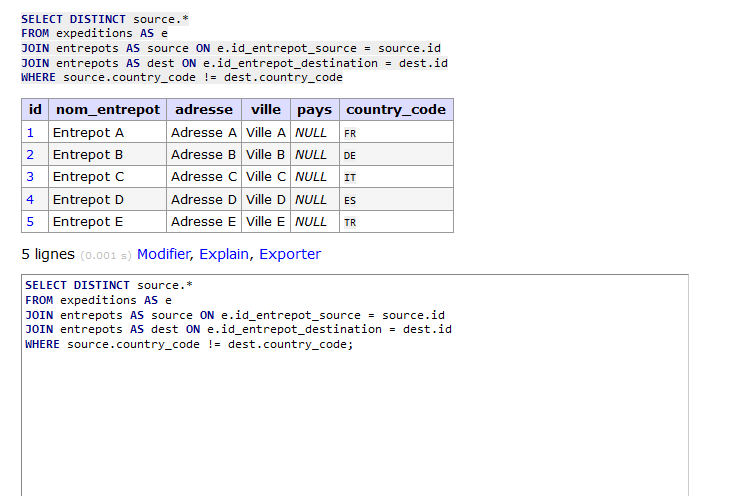 SELECT DISTINCT source.*
FROM expeditions AS e
JOIN entrepots AS source ON e.id_entrepot_source = source.id
JOIN entrepots AS dest ON e.id_entrepot_destination = dest.id
WHERE source.country_code != dest.country_code
id nom_entrepot adresse ville pays country_code
1 Entrepot A Adresse A Ville A NULL FR
2 Entrepot B Adresse B Ville B NULL DE
3 Entrepot C Adresse C Ville C NULL IT
4 Entrepot D Adresse D Ville D NULL ES
5 Entrepot E Adresse E Ville E NULL TR
5 lignes (0.001 s) Modifier, Explain, Exporter
SELECT DISTINCT source.*
FROM expeditions AS e
JOIN entrepots AS source ON e.id_entrepot_source = source.id
JOIN entrepots AS dest ON e.id_entrepot_destination = dest.id
WHERE source.country_code != dest.country_code;